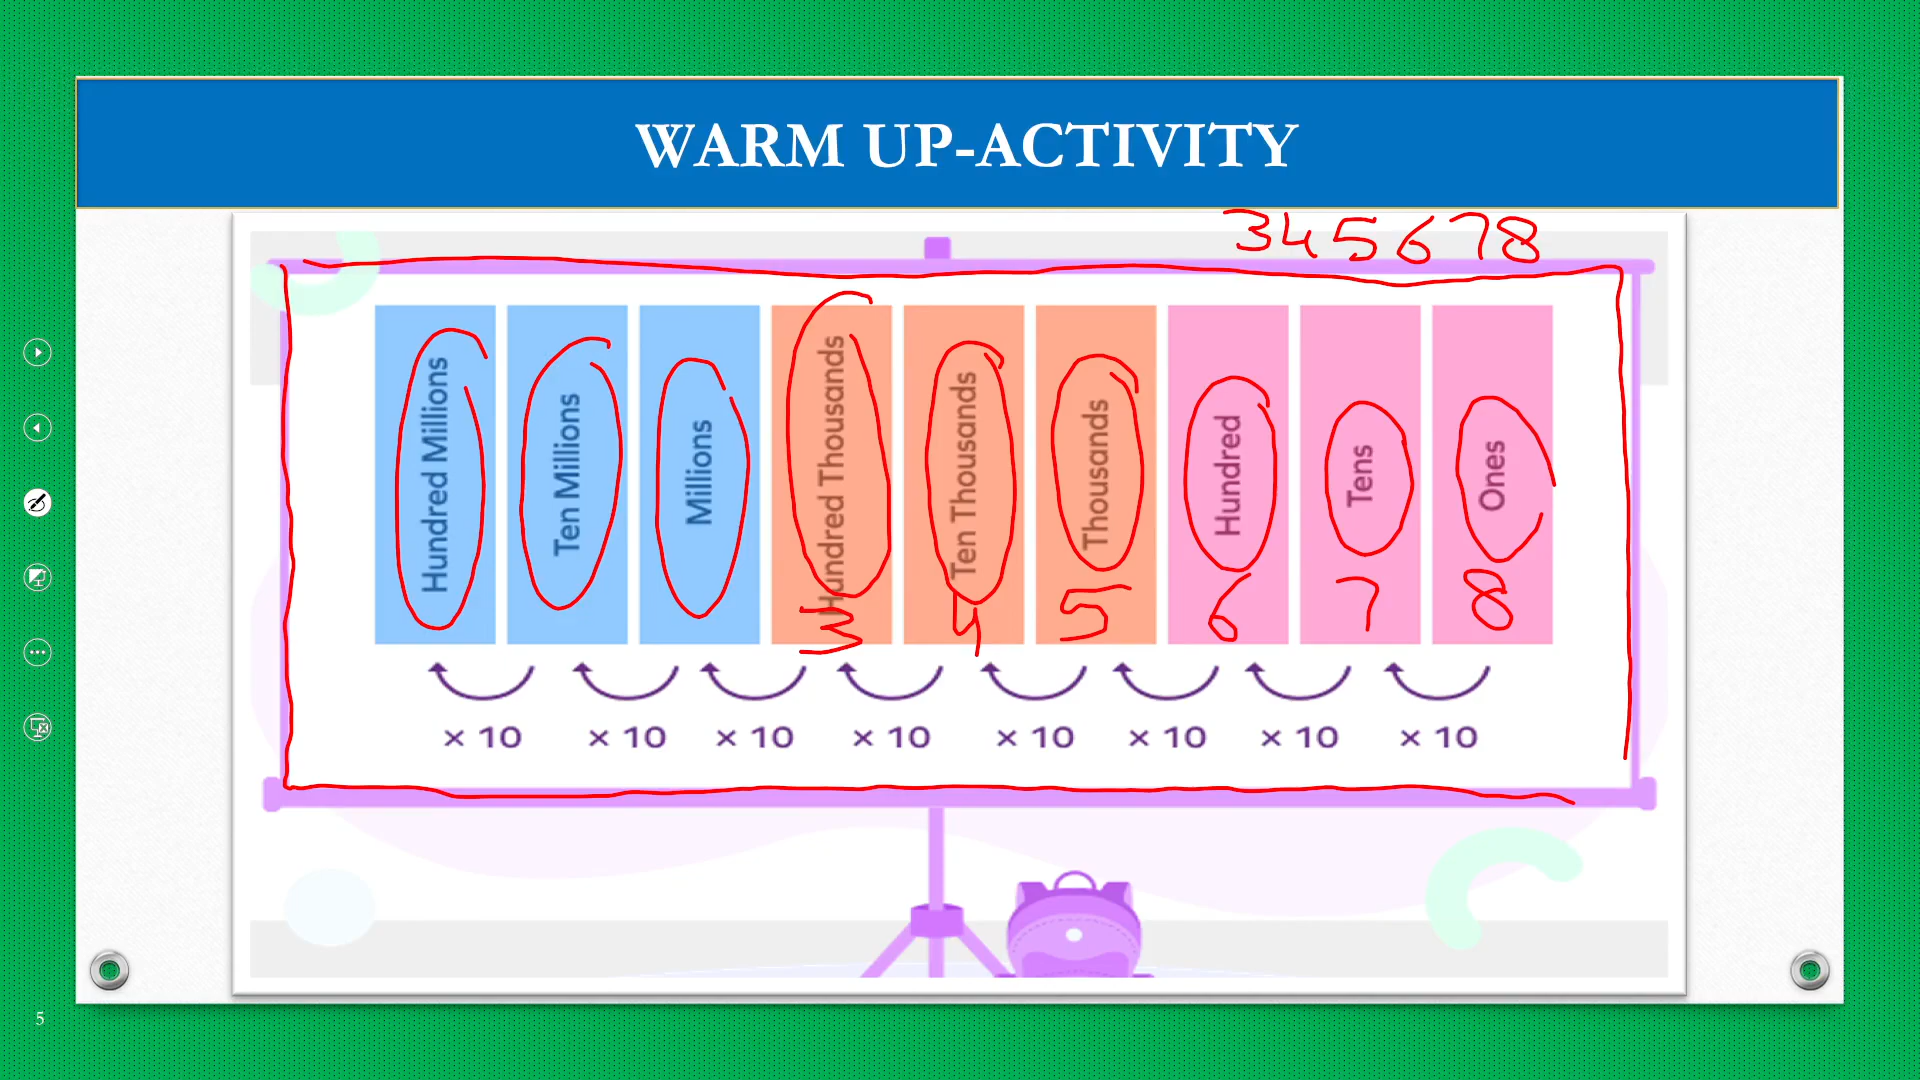 WARM UP-ACTIVITY
345678
Hundred Millions
Ten Millions
Millions
Hundred Thousands
Ten Thousands
Thousands
Hundred
Tens
Ones
3 4 5 6 7 8
× 10 × 10 × 10 × 10 × 10 × 10 × 10 × 10
5